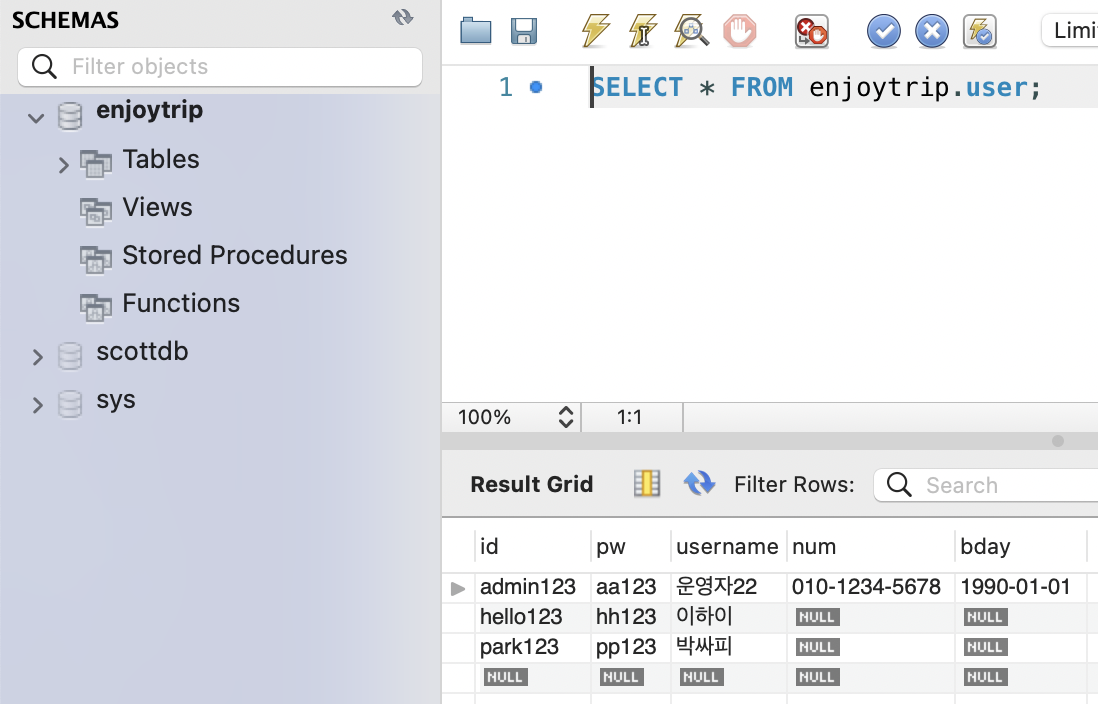 SCHEMAS
Filter objects
enjoytrip
Tables
Views
Stored Procedures
Functions
scottdb
sys
Limi
1 SELECT * FROM enjoytrip.user;
100% 1:1
Result Grid Filter Rows: Search
id pw username num bday
admin123 aa123 운영자22 010-1234-5678 1990-01-01
hello123 hh123 이하이 NULL NULL
park123 pp123 박싸피 NULL NULL
NULL NULL NULL NULL NULL